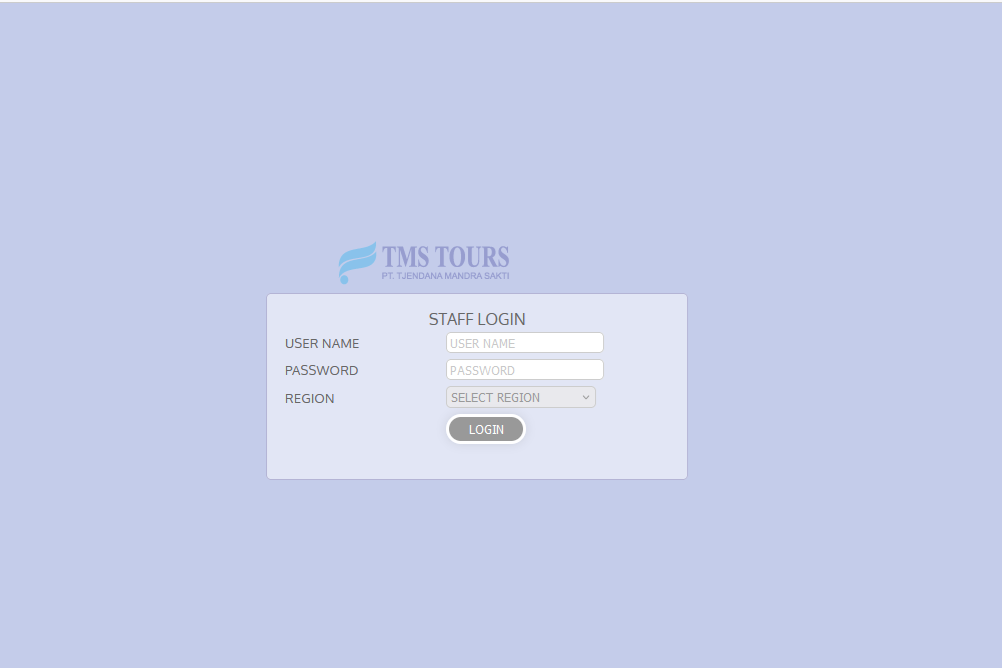 TMS TOURS
PT. TJENDANA MANDRA SAKTI
STAFF LOGIN
USER NAME USER NAME
PASSWORD PASSWORD
REGION SELECT REGION
LOGIN